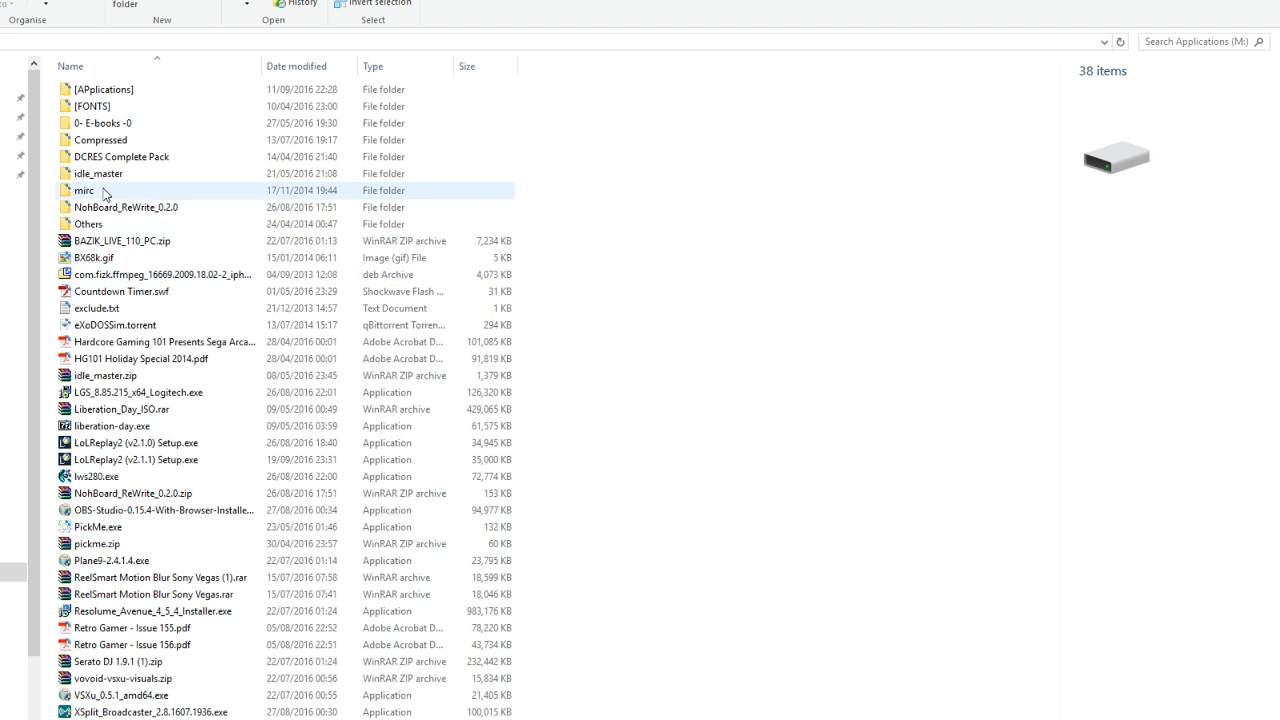 folder
History
Invert selection
Organise New Open Select
Search Applications (M:)
Name Date modified Type Size
38 items
[APplications] 11/09/2016 22:28 File folder
[FONTS] 10/04/2016 23:00 File folder
0- E-books -0 27/05/2016 19:30 File folder
Compressed 13/07/2016 19:17 File folder
DCRES Complete Pack 14/04/2016 21:40 File folder
idle_master 21/05/2016 21:08 File folder
mirc 17/11/2014 19:44 File folder
NohBoard_ReWrite_0.2.0 26/08/2016 17:51 File folder
Others 24/04/2014 00:47 File folder
BAZIK_LIVE_110_PC.zip 22/07/2016 01:13 WinRAR ZIP archive 7,234 KB
BX68k.gif 15/01/2014 06:11 Image (gif) File 5 KB
com.fizk.ffmpeg_16669.2009.18.02-2_iph... 04/09/2013 12:08 deb Archive 4,073 KB
Countdown Timer.swf 01/05/2016 23:29 Shockwave Flash ... 31 KB
exclude.txt 21/12/2013 14:57 Text Document 1 KB
eXoDOSSim.torrent 13/07/2014 15:17 qBittorrent Torren... 294 KB
Hardcore Gaming 101 Presents Sega Arca... 28/04/2016 00:01 Adobe Acrobat D... 101,085 KB
HG101 Holiday Special 2014.pdf 28/04/2016 00:01 Adobe Acrobat D... 91,819 KB
idle_master.zip 08/05/2016 23:45 WinRAR ZIP archive 1,379 KB
LGS_8.85.215_x64_Logitech.exe 26/08/2016 22:01 Application 126,320 KB
Liberation_Day_ISO.rar 09/05/2016 00:49 WinRAR archive 429,065 KB
liberation-day.exe 09/05/2016 03:59 Application 61,575 KB
LoLReplay2 (v2.1.0) Setup.exe 26/08/2016 18:40 Application 34,945 KB
LoLReplay2 (v2.1.1) Setup.exe 19/09/2016 23:31 Application 35,000 KB
lws280.exe 26/08/2016 22:00 Application 72,774 KB
NohBoard_ReWrite_0.2.0.zip 26/08/2016 17:51 WinRAR ZIP archive 153 KB
OBS-Studio-0.15.4-With-Browser-Installe... 27/08/2016 00:34 Application 94,977 KB
PickMe.exe 23/05/2016 01:46 Application 132 KB
pickme.zip 30/04/2016 23:57 WinRAR ZIP archive 60 KB
Plane9-2.4.1.4.exe 22/07/2016 01:14 Application 23,795 KB
ReelSmart Motion Blur Sony Vegas (1).rar 15/07/2016 07:58 WinRAR archive 18,599 KB
ReelSmart Motion Blur Sony Vegas.rar 15/07/2016 07:41 WinRAR archive 18,046 KB
Resolume_Avenue_4_5_4_Installer.exe 22/07/2016 01:24 Application 983,176 KB
Retro Gamer - Issue 155.pdf 05/08/2016 22:52 Adobe Acrobat D... 78,220 KB
Retro Gamer - Issue 156.pdf 05/08/2016 22:51 Adobe Acrobat D... 43,734 KB
Serato DJ 1.9.1 (1).zip 22/07/2016 01:24 WinRAR ZIP archive 232,442 KB
vovoid-vsxu-visuals.zip 22/07/2016 00:56 WinRAR ZIP archive 15,834 KB
VSXu_0.5.1_amd64.exe 22/07/2016 00:55 Application 21,405 KB
XSplit_Broadcaster_2.8.1607.1936.exe 27/08/2016 00:30 Application 100,015 KB